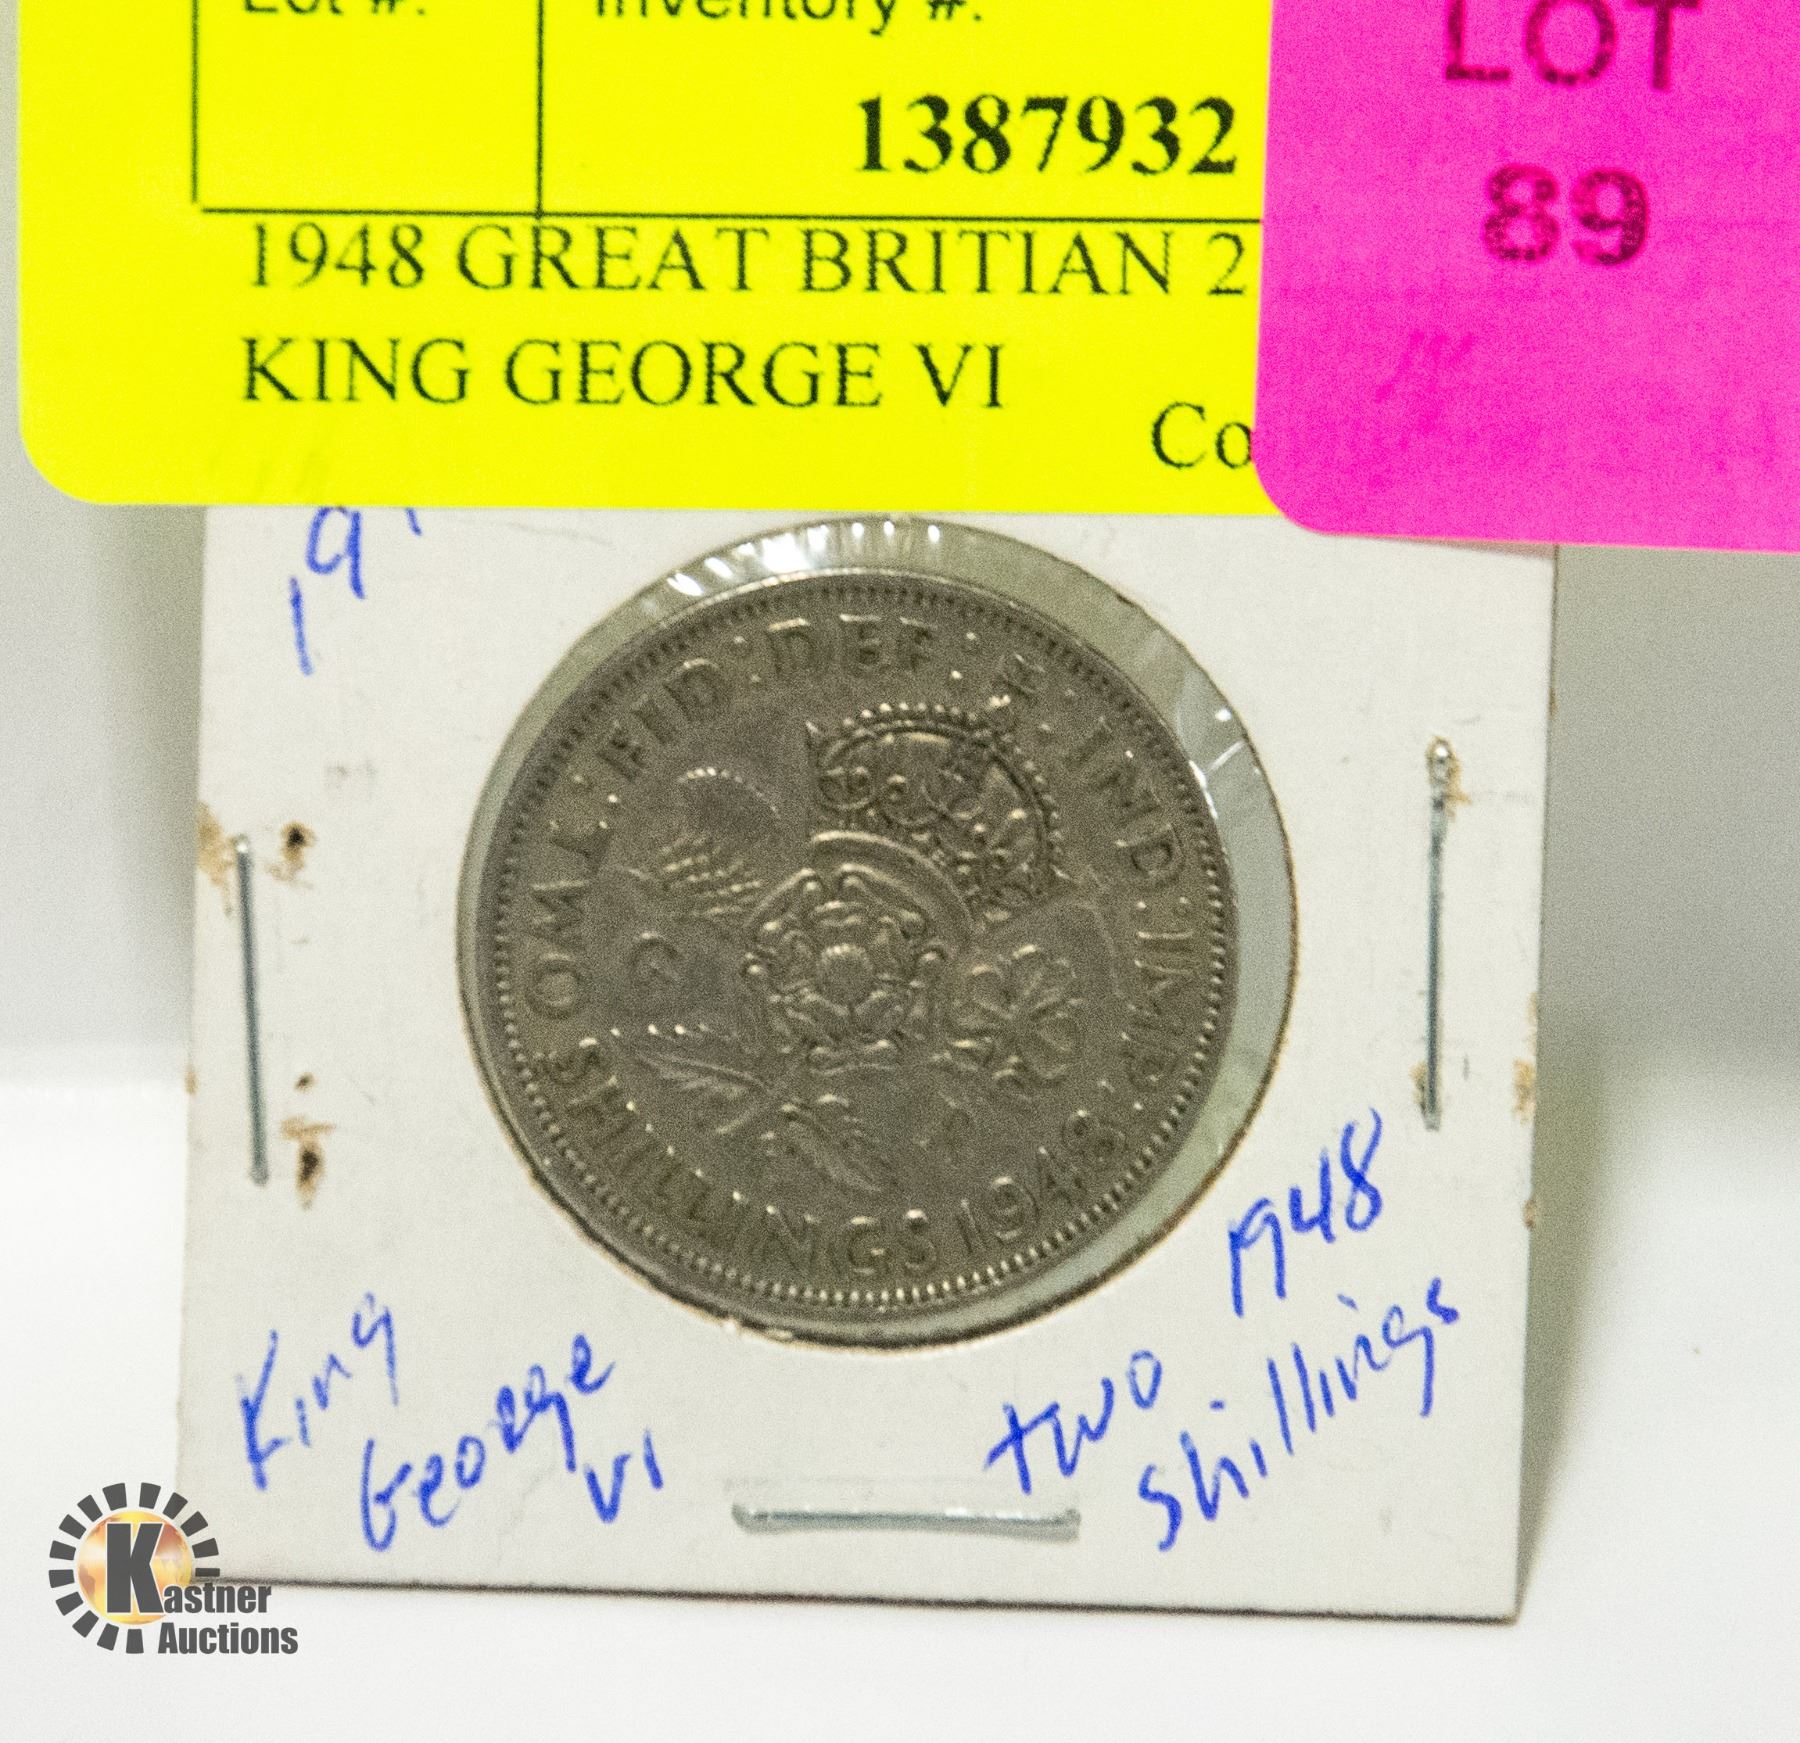 Lot #:
Inventory #:
1387932
LOT
89
1948 GREAT BRITIAN 2
KING GEORGE VI
Co
19
FID:DEF: IND:IMP:
SHILLINGS 1948
King
George
VI
1948
two
shillings
Kastner
Auctions